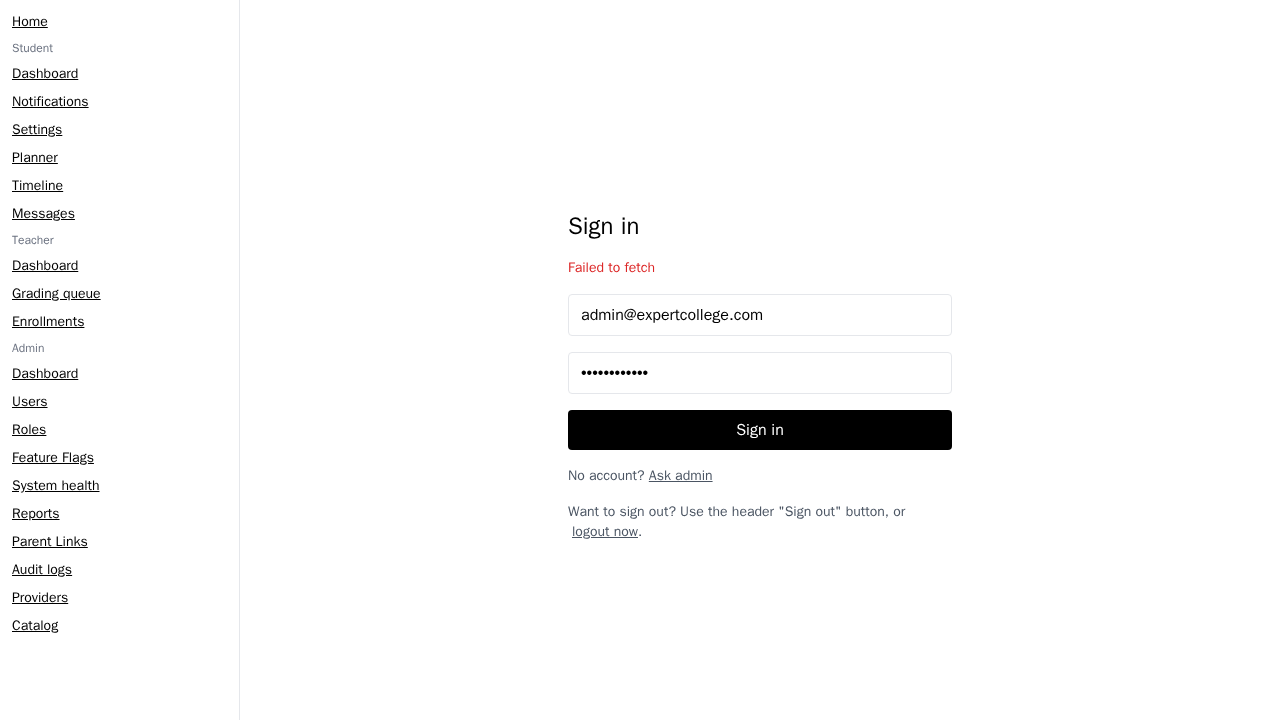 Home
Student
Dashboard
Notifications
Settings
Planner
Timeline
Messages
Teacher
Dashboard
Grading queue
Enrollments
Admin
Dashboard
Users
Roles
Feature Flags
System health
Reports
Parent Links
Audit logs
Providers
Catalog
Sign in
Failed to fetch
admin@expertcollege.com
••••••••••••
Sign in
No account? Ask admin
Want to sign out? Use the header "Sign out" button, or
logout now.